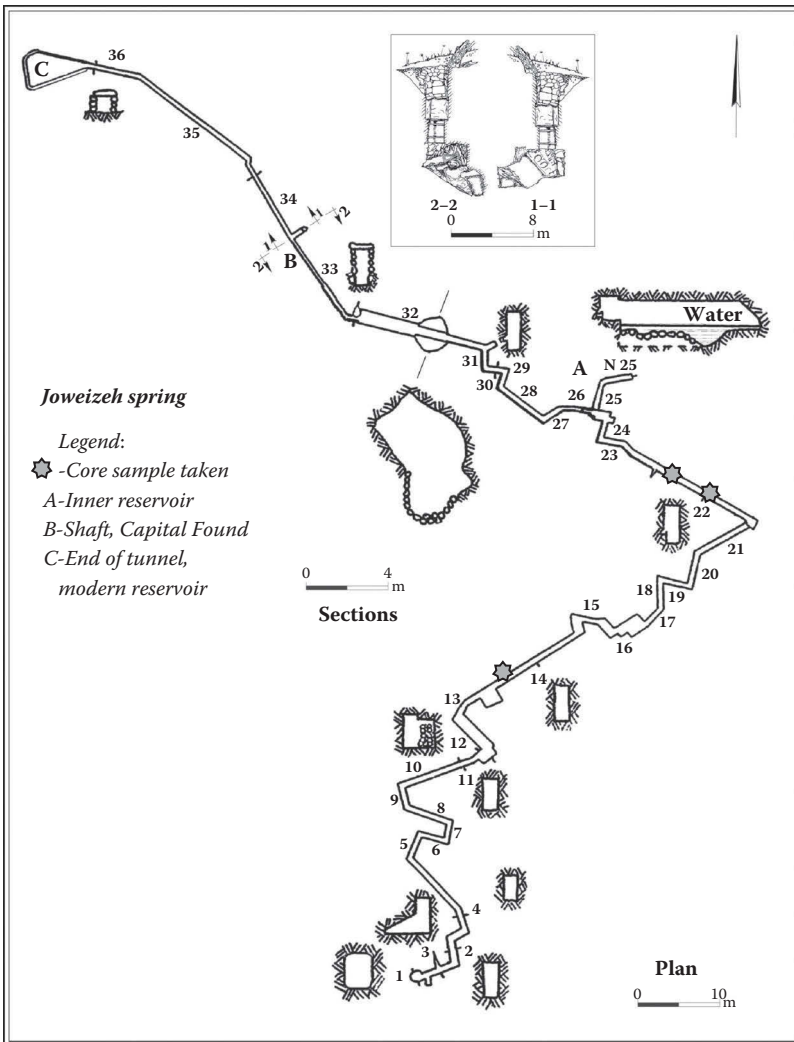 C
36
35
34
1
2
1
2
B
33
2–2
1–1
0
8
m
32
Water
31
29
30
28
A
N 25
26
25
27
24
23
22
21
20
18
19
17
15
16
14
13
12
10
11
9
8
7
5
6
4
3
2
1
Joweizeh spring
Legend:
-Core sample taken
A-Inner reservoir
B-Shaft, Capital Found
C-End of tunnel,
modern reservoir
0
4
m
Sections
Plan
0
10
m